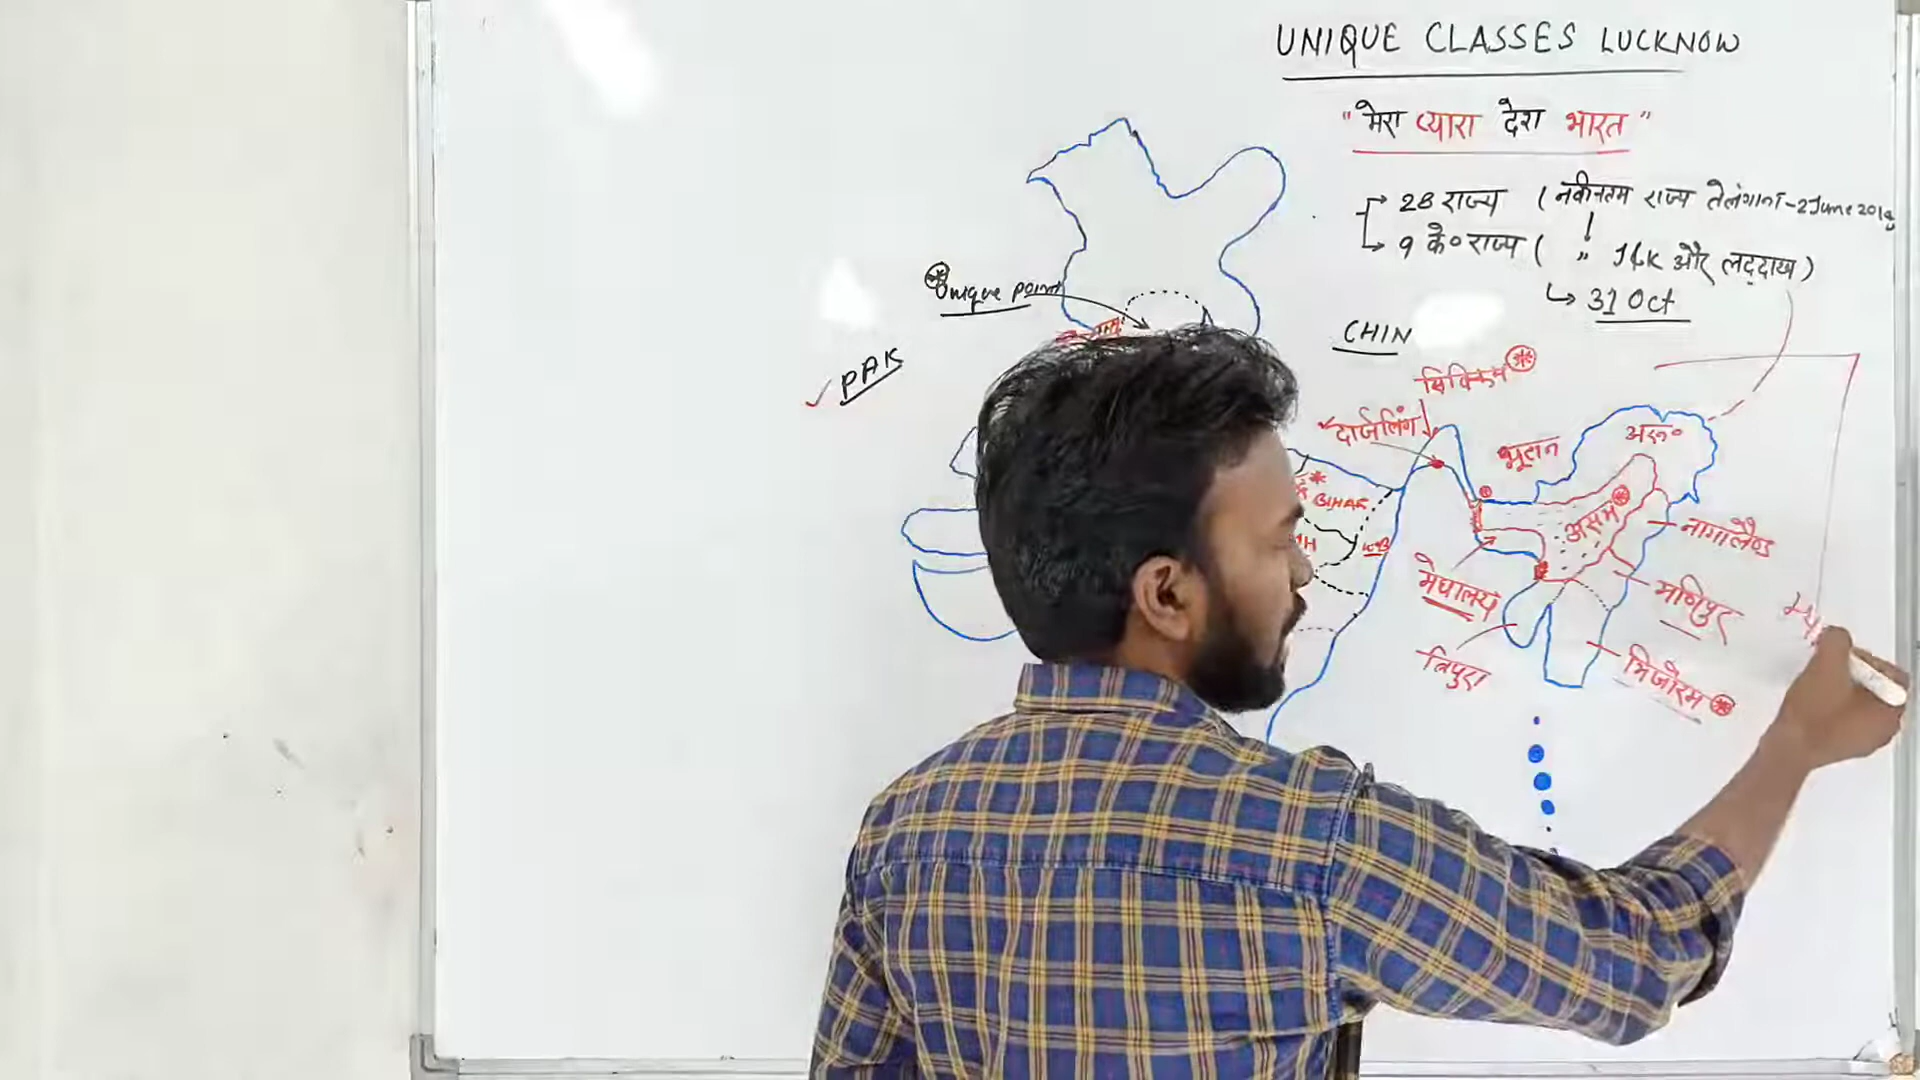 UNIQUE CLASSES LUCKNOW
"मेरा प्यारा देश भारत"
→ 28 राज्य ( नवीनतम राज्य तेलंगाना - 2 June 2014
→ 9 के० राज्य ( " J&K और लद्दाख )
↳ 31 Oct
Unique point
PAK
CHIN
सिक्किम
दार्जलिंग
भूटान
अरु०
BIHAR
WB
असम
नागालैण्ड
मेघालय
मणिपुर
त्रिपुरा
मिजोरम
म्या